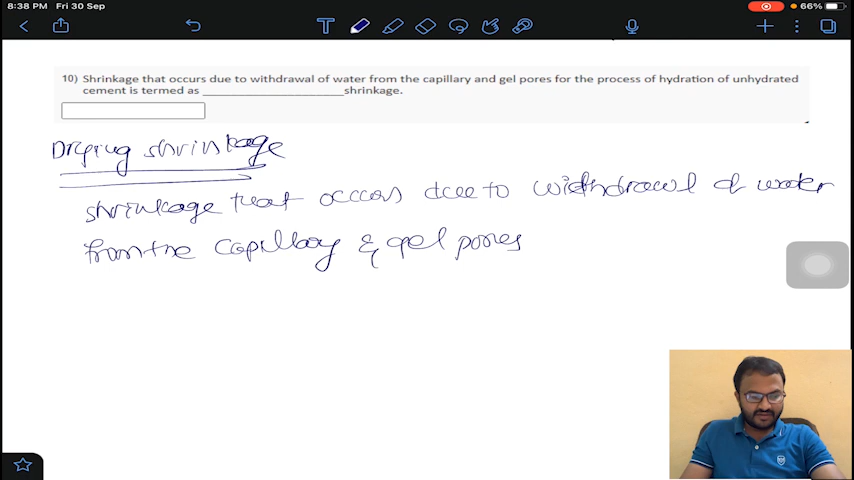 8:38 PM Fri 30 Sep
66%
10) Shrinkage that occurs due to withdrawal of water from the capillary and gel pores for the process of hydration of unhydrated
cement is termed as ______________________shrinkage.
Drying shrinkage
shrinkage that occurs due to withdrawl of water
from the capillary & gel pores